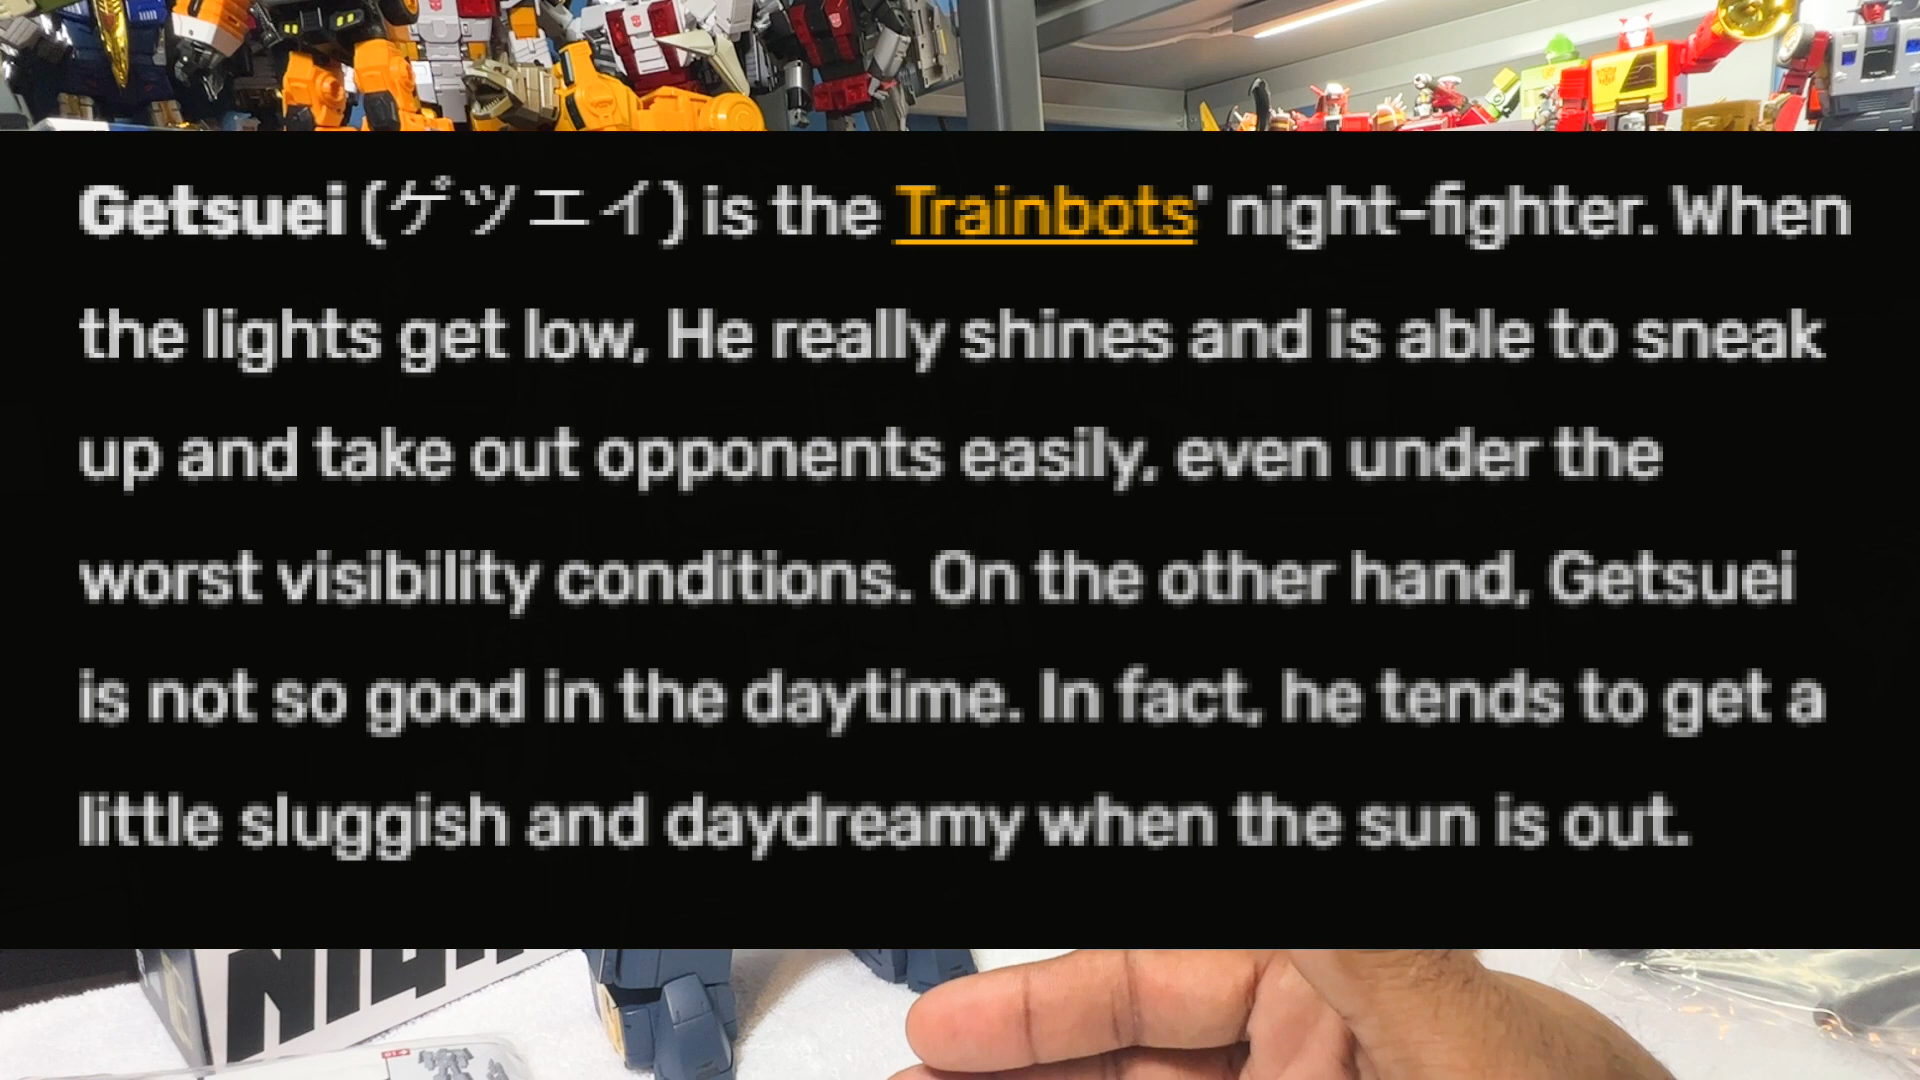 Getsuei (ゲツエイ) is the Trainbots' night-fighter. When
the lights get low, He really shines and is able to sneak
up and take out opponents easily, even under the
worst visibility conditions. On the other hand, Getsuei
is not so good in the daytime. In fact, he tends to get a
little sluggish and daydreamy when the sun is out.